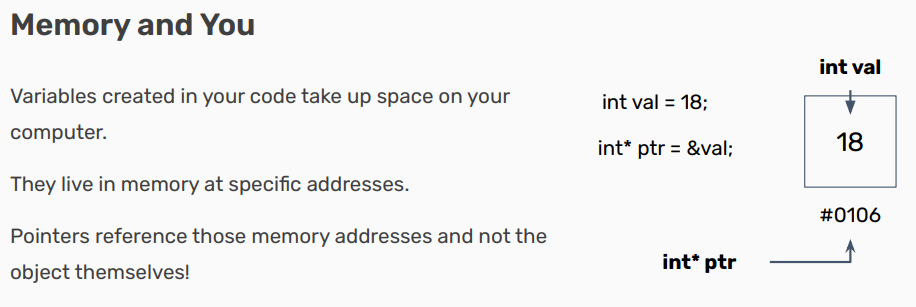 Memory and You
Variables created in your code take up space on your
computer.
They live in memory at specific addresses.
Pointers reference those memory addresses and not the
object themselves!
int val = 18;
int* ptr = &val;
int val
18
#0106
int* ptr